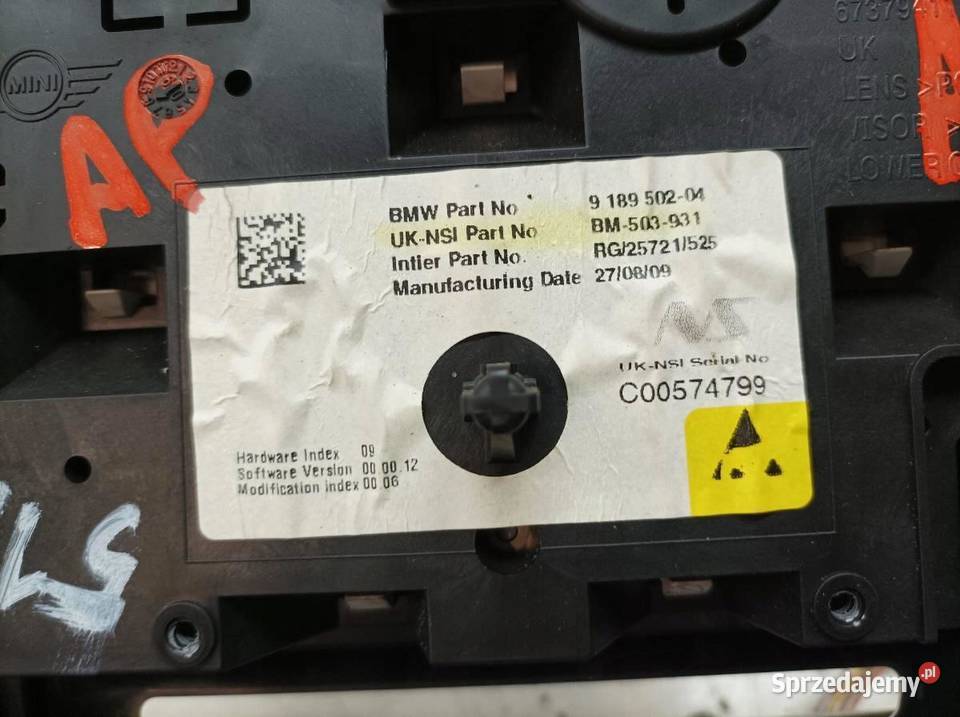 MINI
AP
UK
LENS >P
VISOR >
LOWER
BMW Part No 9 189 502-04
UK-NSI Part No BM-503-931
Intier Part No. RG/25721/525
Manufacturing Date 27/08/09
NS
UK-NSI Serial No
C00574799
Hardware Index 09
Software Version 00 00.12
Modification index 00 06
Sprzedajemy.pl